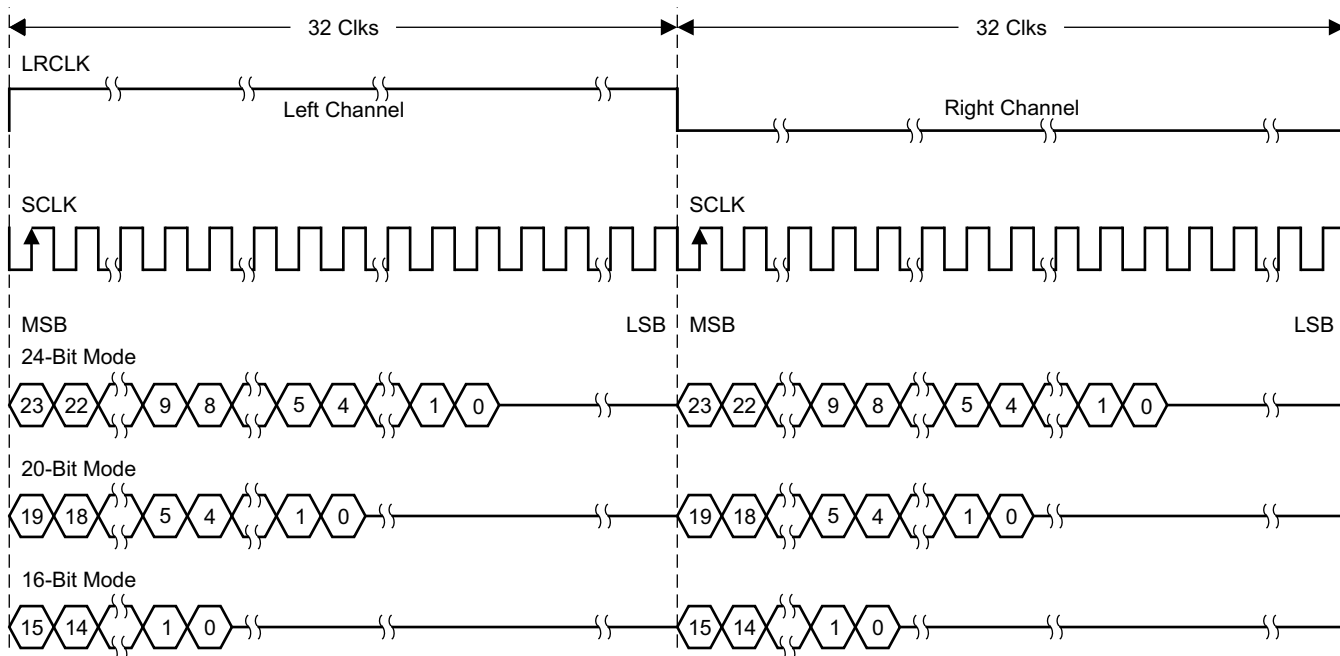 32 Clks 32 Clks
LRCLK
Left Channel Right Channel
SCLK SCLK
MSB LSB MSB LSB
24-Bit Mode
23 22 9 8 5 4 1 0 23 22 9 8 5 4 1 0
20-Bit Mode
19 18 5 4 1 0 19 18 5 4 1 0
16-Bit Mode
15 14 1 0 15 14 1 0